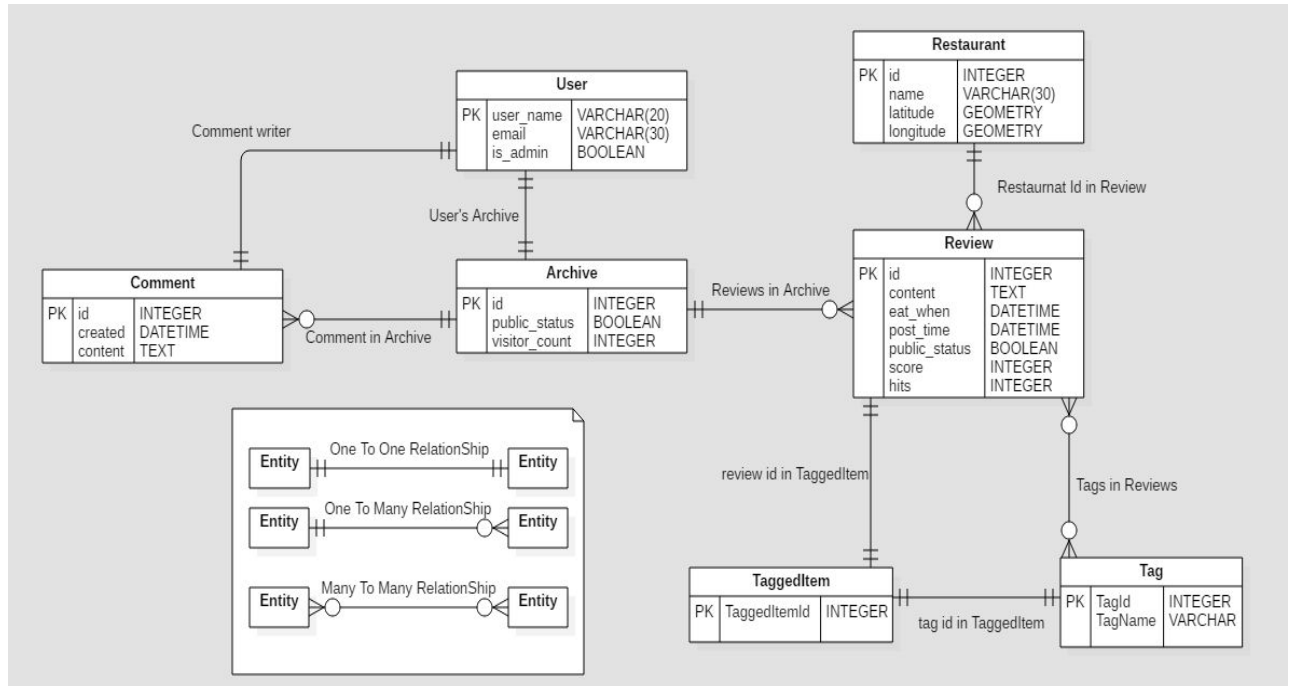 Restaurant
PK id INTEGER
name VARCHAR(30)
latitude GEOMETRY
longitude GEOMETRY
User
PK user_name VARCHAR(20)
email VARCHAR(30)
is_admin BOOLEAN
Comment writer
Restaurnat Id in Review
User's Archive
Review
PK id INTEGER
content TEXT
eat_when DATETIME
post_time DATETIME
public_status BOOLEAN
score INTEGER
hits INTEGER
Archive
PK id INTEGER
public_status BOOLEAN
visitor_count INTEGER
Reviews in Archive
Comment
PK id INTEGER
created DATETIME
content TEXT
Comment in Archive
Entity One To One RelationShip Entity
Entity One To Many RelationShip Entity
Entity Many To Many RelationShip Entity
review id in TaggedItem
Tags in Reviews
TaggedItem
PK TaggedItemId INTEGER
tag id in TaggedItem
Tag
PK TagId INTEGER
TagName VARCHAR